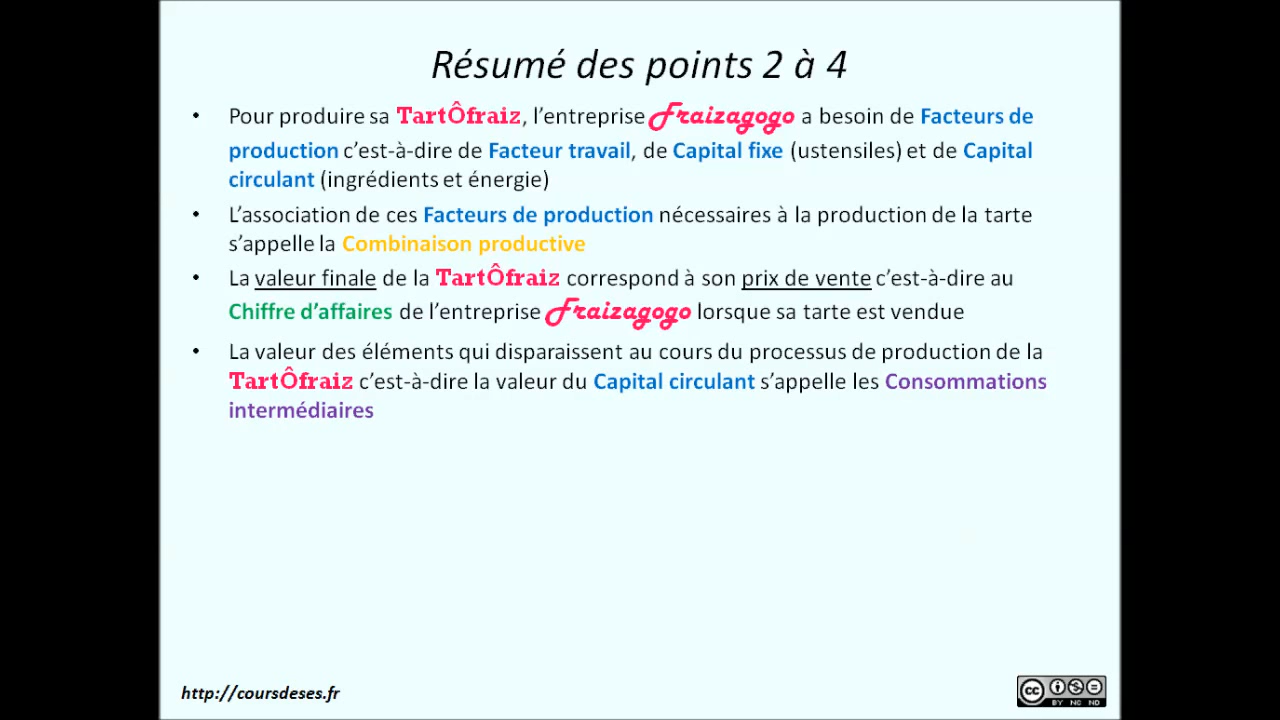 Résumé des points 2 à 4
• Pour produire sa TartÔfraiz, l'entreprise Fraizagogo a besoin de Facteurs de
production c'est-à-dire de Facteur travail, de Capital fixe (ustensiles) et de Capital
circulant (ingrédients et énergie)
• L'association de ces Facteurs de production nécessaires à la production de la tarte
s'appelle la Combinaison productive
• La valeur finale de la TartÔfraiz correspond à son prix de vente c'est-à-dire au
Chiffre d'affaires de l'entreprise Fraizagogo lorsque sa tarte est vendue
• La valeur des éléments qui disparaissent au cours du processus de production de la
TartÔfraiz c'est-à-dire la valeur du Capital circulant s'appelle les Consommations
intermédiaires
http://coursdeses.fr
cc
BY NC ND